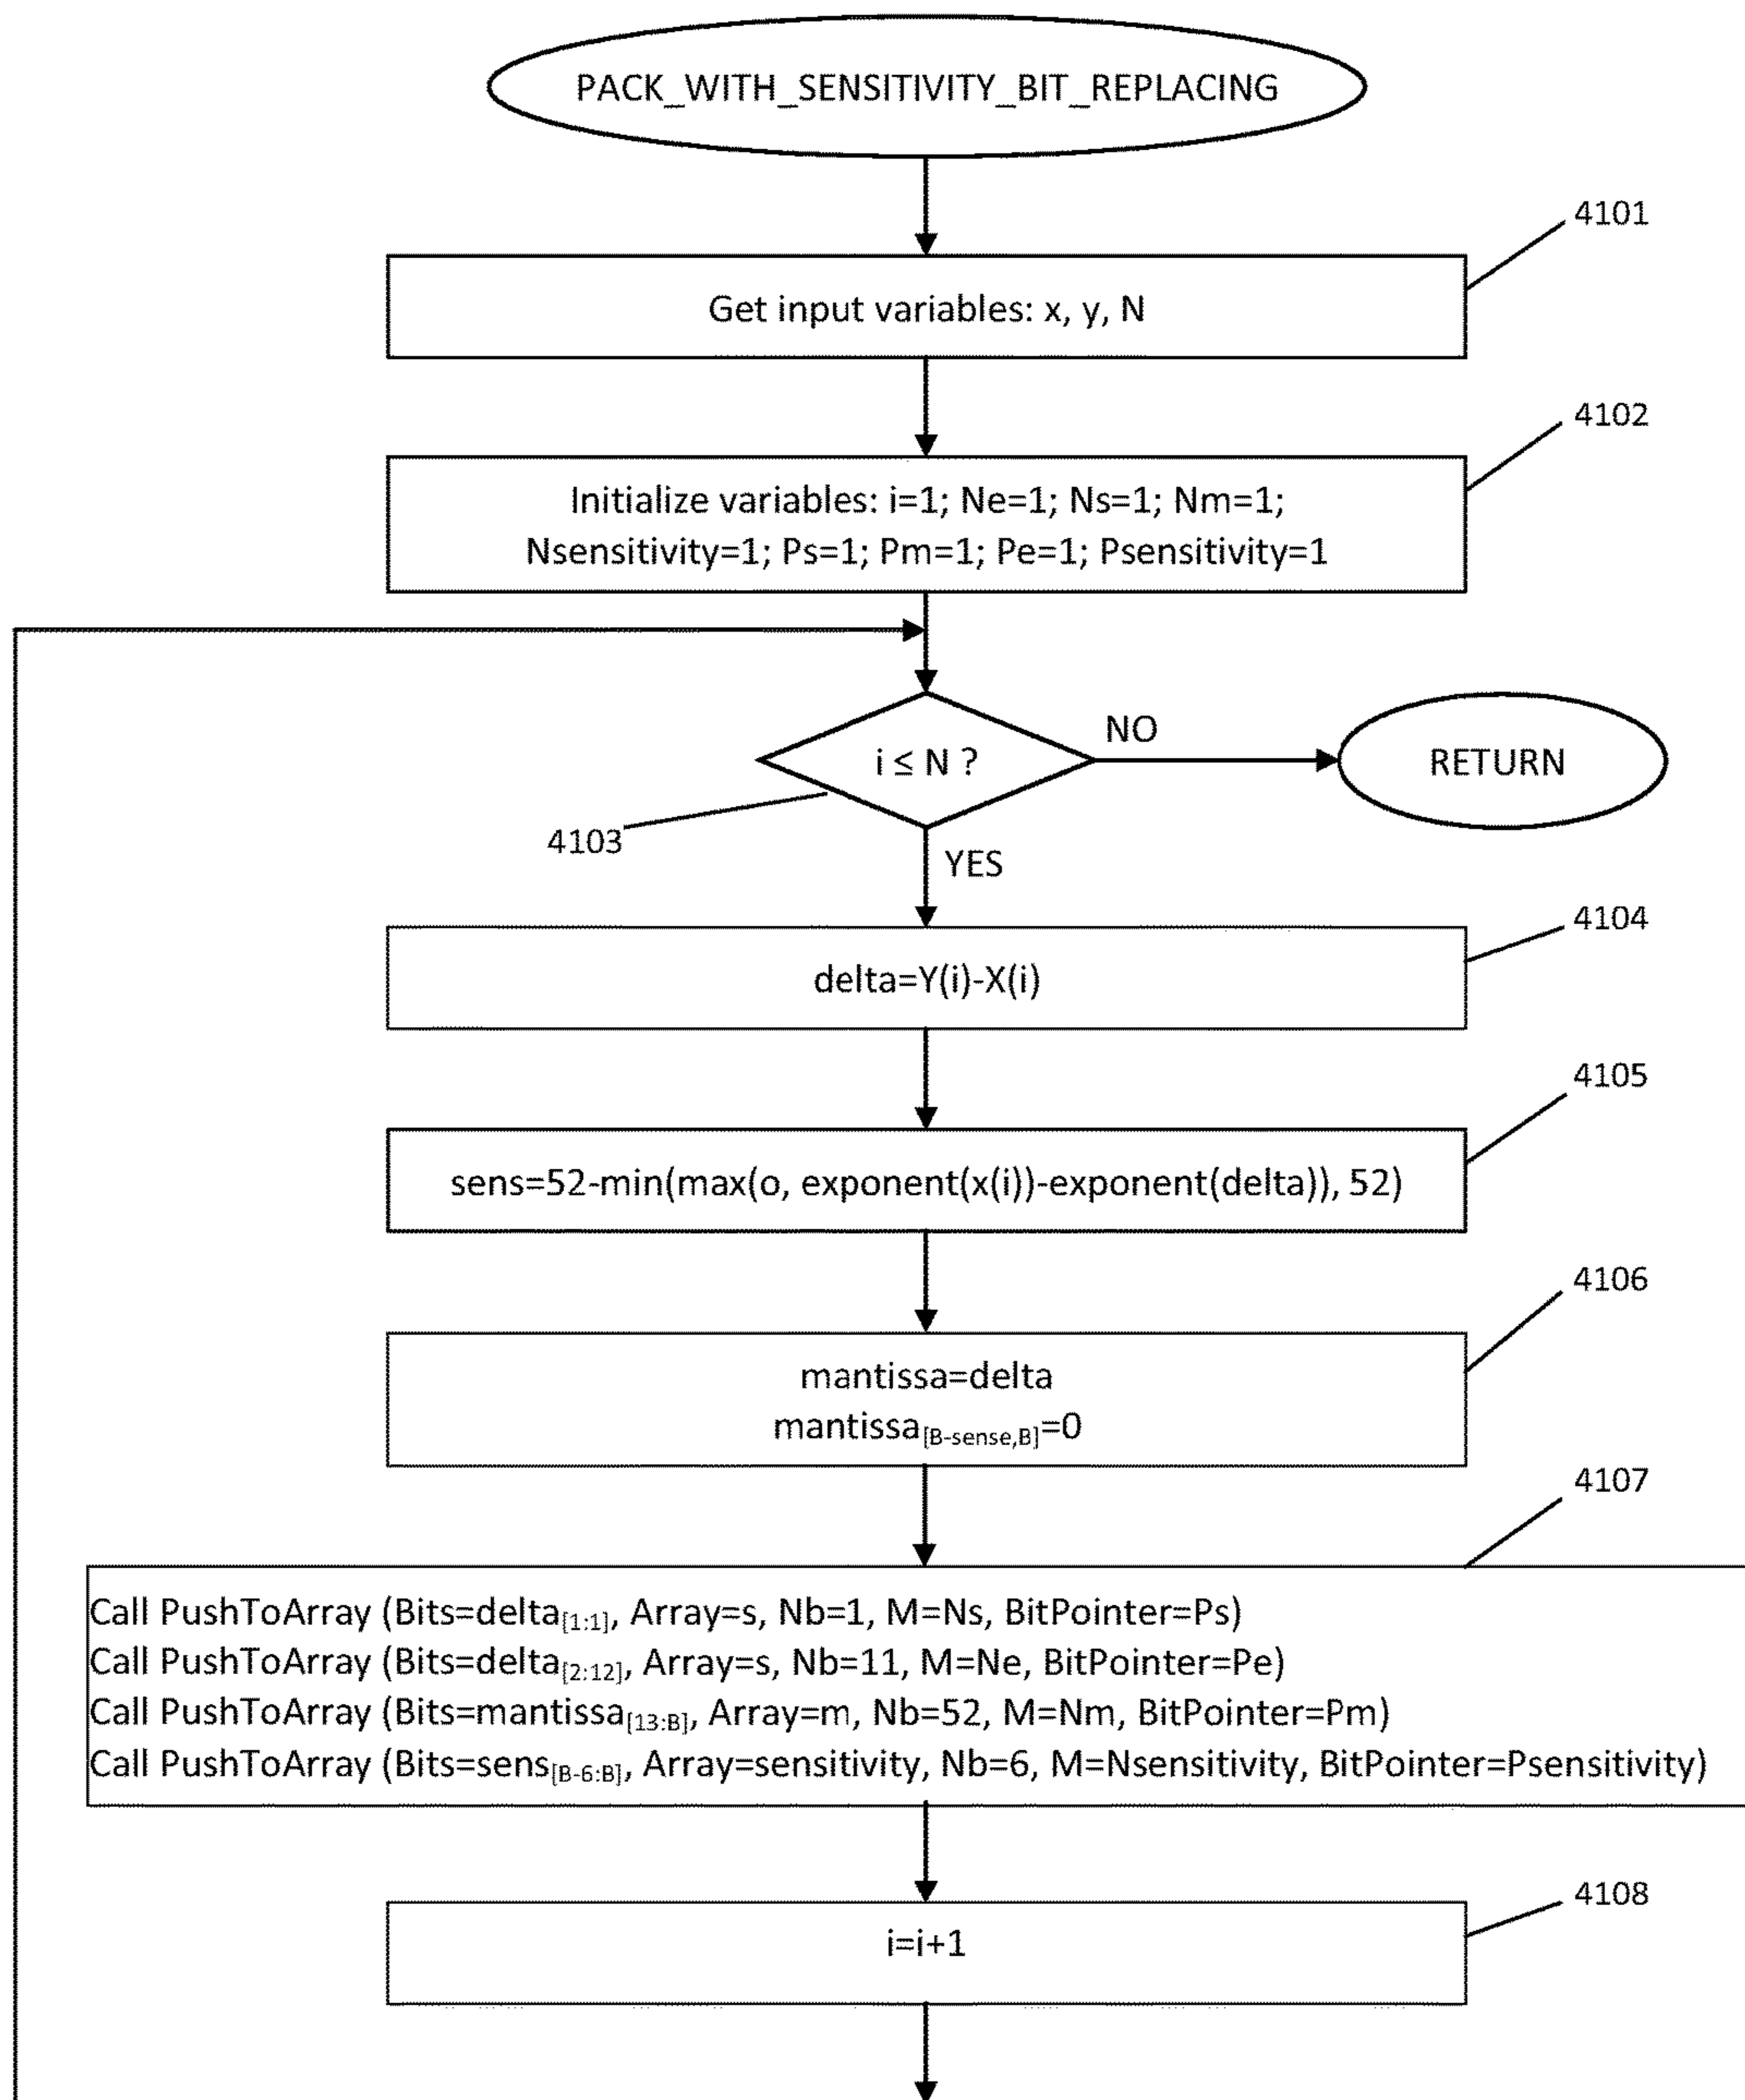 PACK_WITH_SENSITIVITY_BIT_REPLACING
4101
Get input variables: x, y, N
4102
Initialize variables: i=1; Ne=1; Ns=1; Nm=1;
Nsensitivity=1; Ps=1; Pm=1; Pe=1; Psensitivity=1
NO
i ≤ N ?
RETURN
4103
YES
4104
delta=Y(i)-X(i)
4105
sens=52-min(max(o, exponent(x(i))-exponent(delta)), 52)
4106
mantissa=delta
mantissa[B-sense,B]=0
4107
Call PushToArray (Bits=delta[1:1], Array=s, Nb=1, M=Ns, BitPointer=Ps)
Call PushToArray (Bits=delta[2:12], Array=s, Nb=11, M=Ne, BitPointer=Pe)
Call PushToArray (Bits=mantissa[13:B], Array=m, Nb=52, M=Nm, BitPointer=Pm)
Call PushToArray (Bits=sens[B-6:B], Array=sensitivity, Nb=6, M=Nsensitivity, BitPointer=Psensitivity)
4108
i=i+1